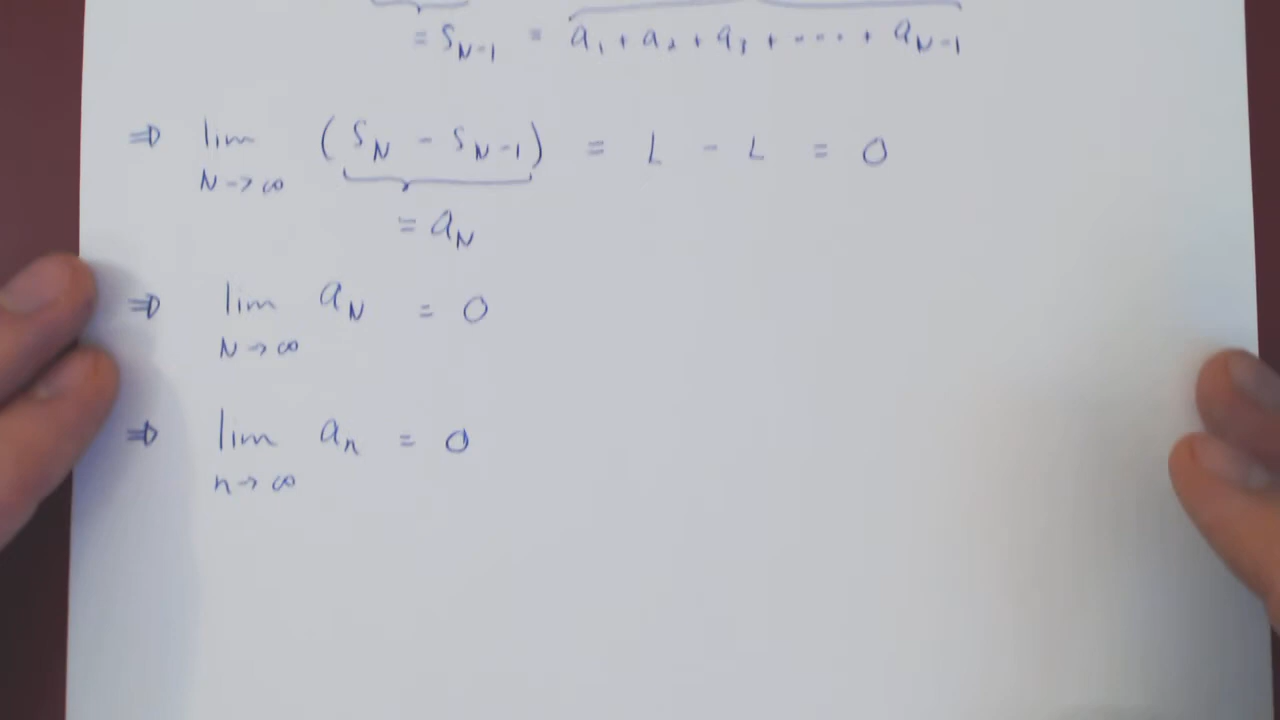 = S_{N-1} = a_1 + a_2 + a_3 + .... + a_{N-1}
⇒ lim_{N→∞} (S_N - S_{N-1}) = L - L = 0
= a_N
⇒ lim_{N→∞} a_N = 0
⇒ lim_{n→∞} a_n = 0